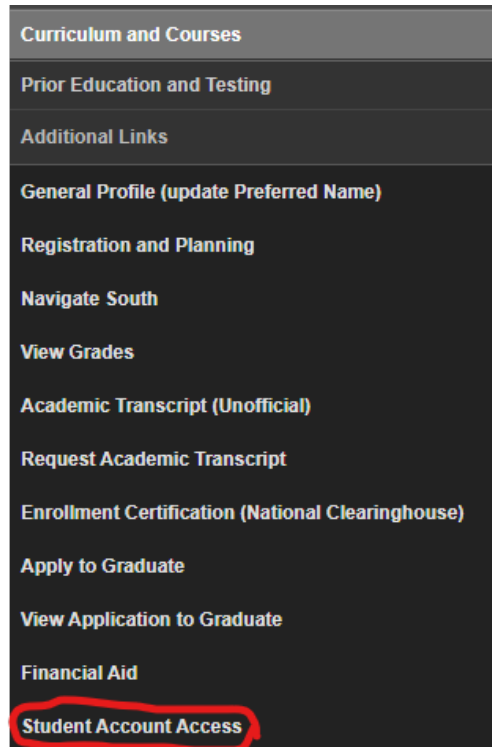 Curriculum and Courses
Prior Education and Testing
Additional Links
General Profile (update Preferred Name)
Registration and Planning
Navigate South
View Grades
Academic Transcript (Unofficial)
Request Academic Transcript
Enrollment Certification (National Clearinghouse)
Apply to Graduate
View Application to Graduate
Financial Aid
Student Account Access